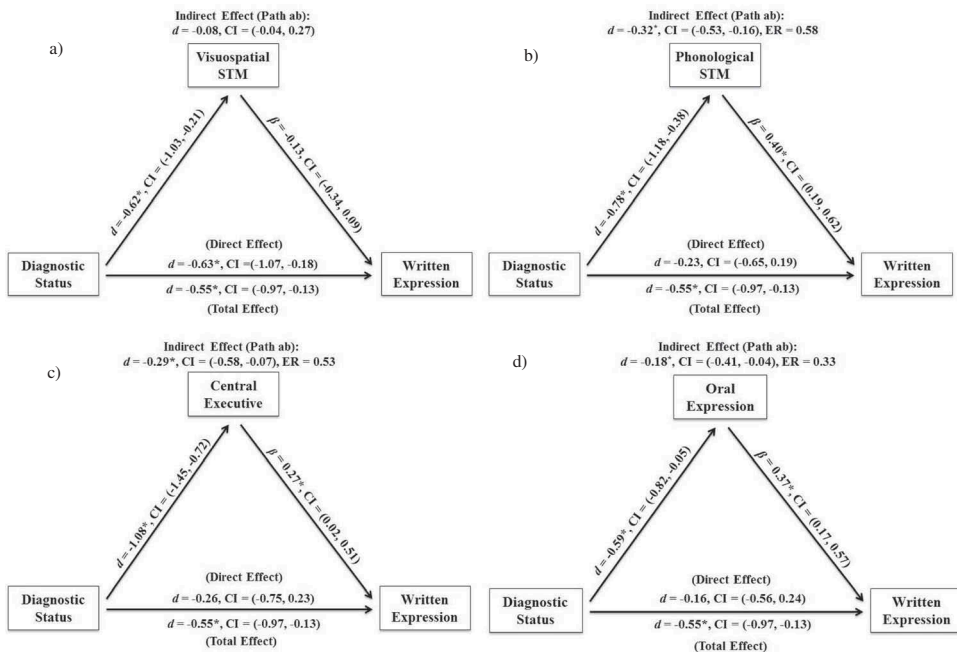 a)
Indirect Effect (Path ab):
d = -0.08, CI = (-0.04, 0.27)
Visuospatial
STM
d = -0.62*, CI = (-1.03, -0.21)
β = -0.13, CI = (-0.34, 0.09)
Diagnostic
Status
(Direct Effect)
d = -0.63*, CI =(-1.07, -0.18)
d = -0.55*, CI = (-0.97, -0.13)
(Total Effect)
Written
Expression
b)
Indirect Effect (Path ab):
d = -0.32*, CI = (-0.53, -0.16), ER = 0.58
Phonological
STM
d = -0.78*, CI = (-1.18, -0.38)
β = 0.40*, CI = (0.19, 0.62)
Diagnostic
Status
(Direct Effect)
d = -0.23, CI = (-0.65, 0.19)
d = -0.55*, CI = (-0.97, -0.13)
(Total Effect)
Written
Expression
c)
Indirect Effect (Path ab):
d = -0.29*, CI = (-0.58, -0.07), ER = 0.53
Central
Executive
d = -1.08*, CI = (-1.45, -0.72)
β = 0.27*, CI = (0.02, 0.51)
Diagnostic
Status
(Direct Effect)
d = -0.26, CI = (-0.75, 0.23)
d = -0.55*, CI = (-0.97, -0.13)
(Total Effect)
Written
Expression
d)
Indirect Effect (Path ab):
d = -0.18*, CI = (-0.41, -0.04), ER = 0.33
Oral
Expression
d = -0.59*, CI = (-0.82, -0.05)
β = 0.37*, CI = (0.17, 0.57)
Diagnostic
Status
(Direct Effect)
d = -0.16, CI = (-0.56, 0.24)
d = -0.55*, CI = (-0.97, -0.13)
(Total Effect)
Written
Expression